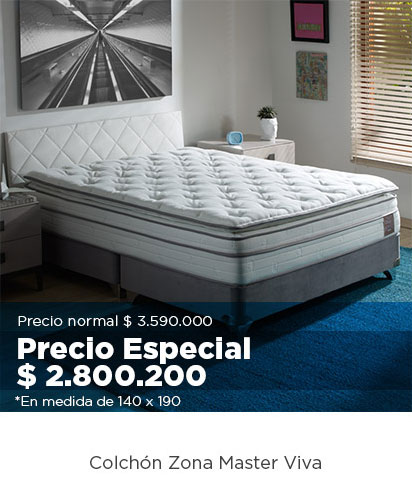 Precio normal $ 3.590.000
Precio Especial
$ 2.800.200
*En medida de 140 x 190
Colchón Zona Master Viva